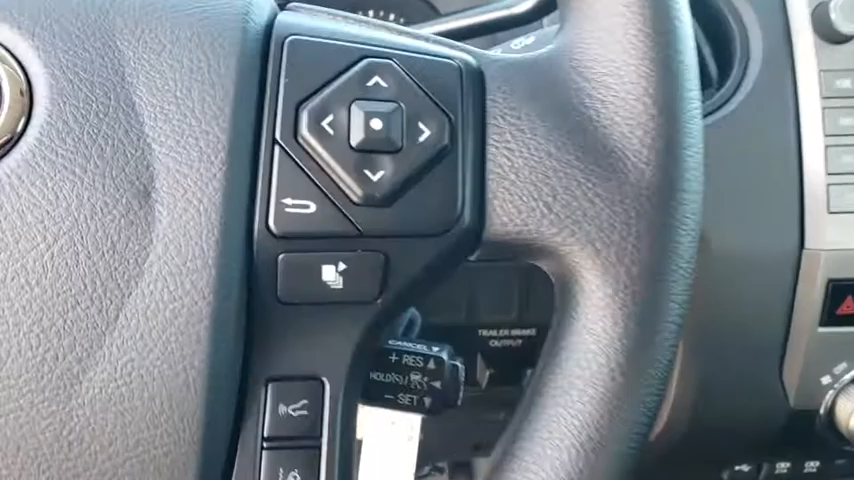 TRAILER BRAKE
OUTPUT
CANCEL
+ RES ▲
HOLD/
- SET ▼